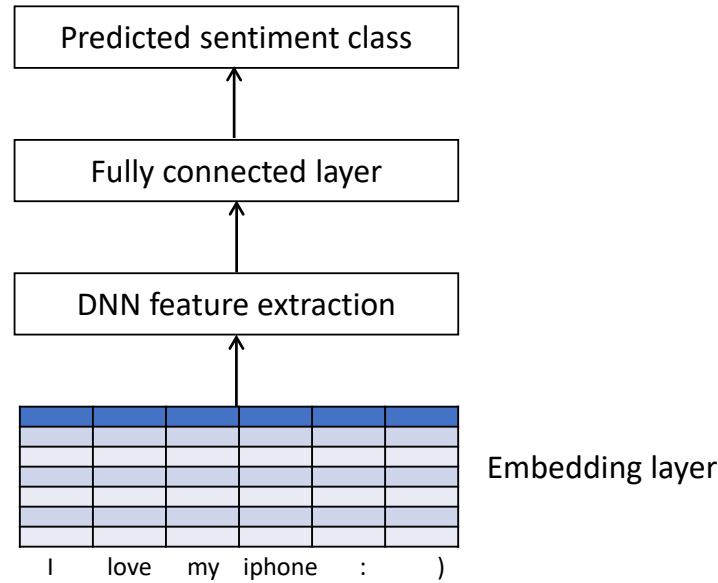 Predicted sentiment class
Fully connected layer
DNN feature extraction
Embedding layer
I love my iphone : )